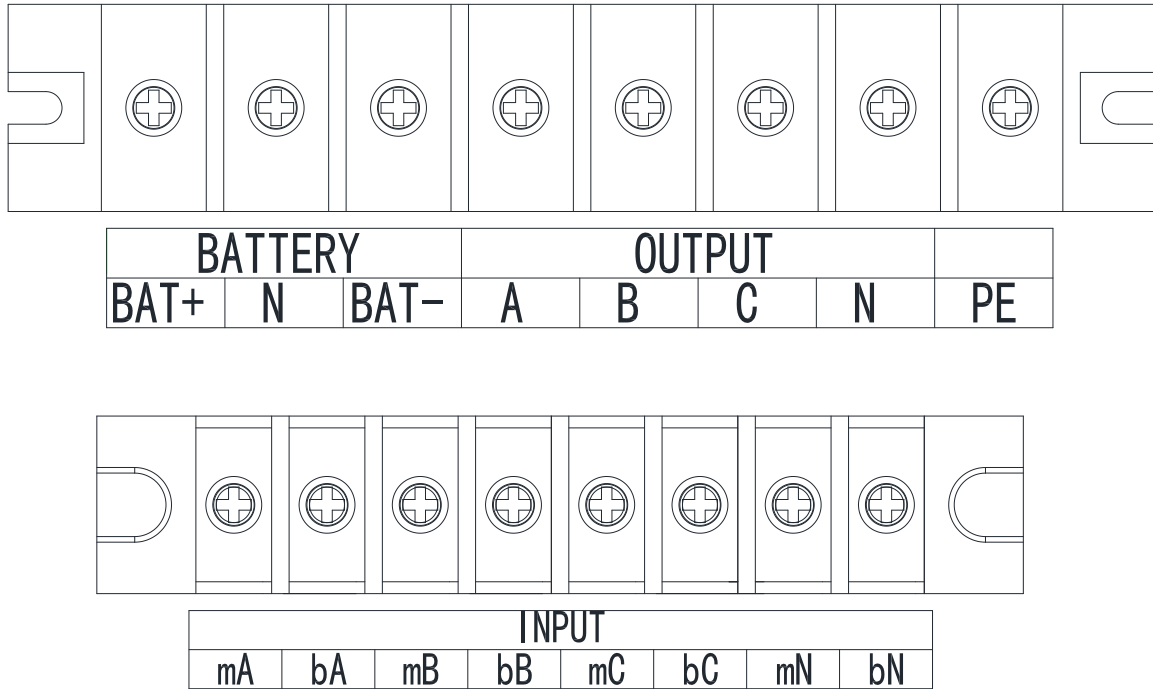 BATTERY OUTPUT
BAT+ N BAT- A B C N PE
INPUT
mA bA mB bB mC bC mN bN